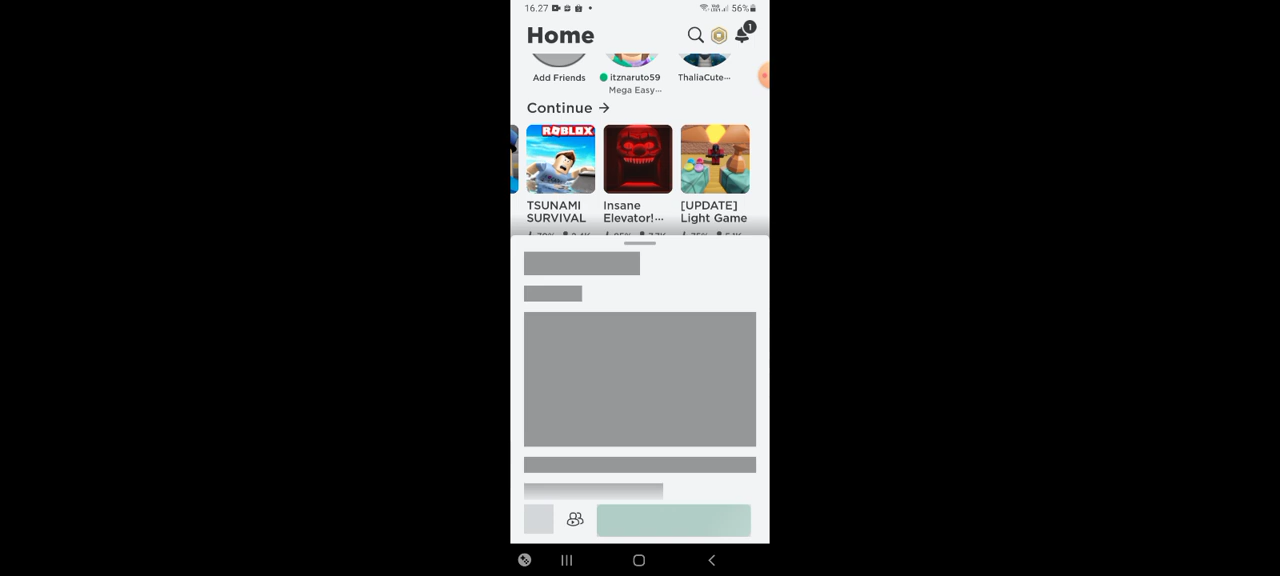 16.27
56%
Home
1
Add Friends
itznaruto59
ThaliaCute...
Mega Easy...
Continue →
ROBLOX
TSUNAMI
SURVIVAL
Insane
Elevator!...
[UPDATE]
Light Game